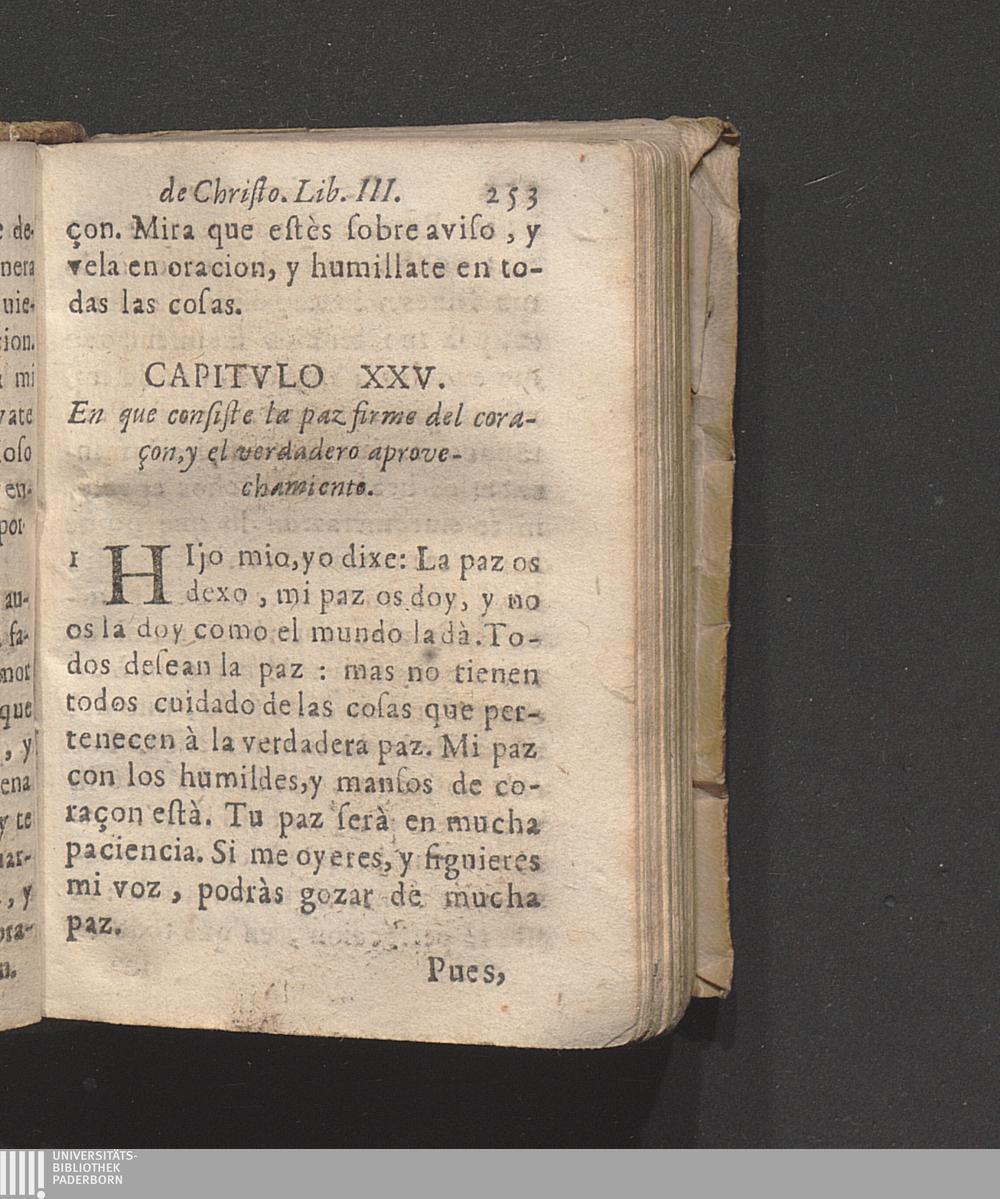 de Chriſto. Lib. III. 253
çon. Mira que eſtès ſobre aviſo, y
vela en oracion, y humillate en to-
das las coſas.
CAPITVLO XXV.
En que conſiſte la paz firme del cora-
çon, y el verdadero aprove-
chamiento.
1 HIjo mio, yo dixe: La paz os
dexo, mi paz os doy, y no
os la doy como el mundo la dà. To-
dos deſean la paz: mas no tienen
todos cuidado de las coſas que per-
tenecen à la verdadera paz. Mi paz
con los humildes, y manſos de co-
raçon eſtà. Tu paz ſerà en mucha
paciencia. Si me oyeres, y ſiguieres
mi voz, podràs gozar de mucha
paz.
Pues,
UNIVERSITÄTS-
BIBLIOTHEK
PADERBORN